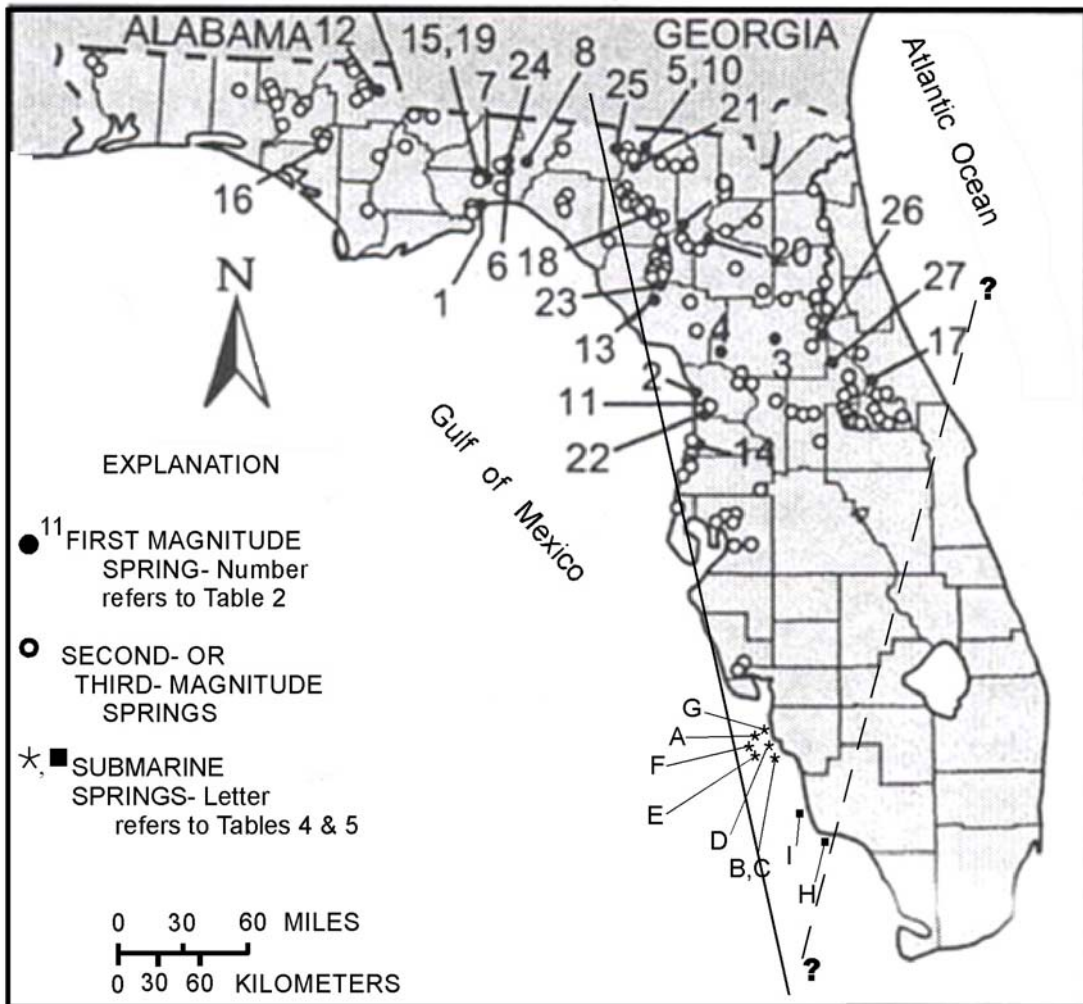 ALABAMA 12
15,19
7
24
8
GEORGIA
25
5,10
21
Atlantic Ocean
16
1
6
18
9
20
26
23
13
4
3
27
17
?
N
2
11
22
14
Gulf of Mexico
EXPLANATION
11 FIRST MAGNITUDE
SPRING- Number
refers to Table 2
SECOND- OR
THIRD- MAGNITUDE
SPRINGS
*, SUBMARINE
SPRINGS- Letter
refers to Tables 4 & 5
G
A
F
E
D
B,C
I
H
?
0 30 60 MILES
0 30 60 KILOMETERS